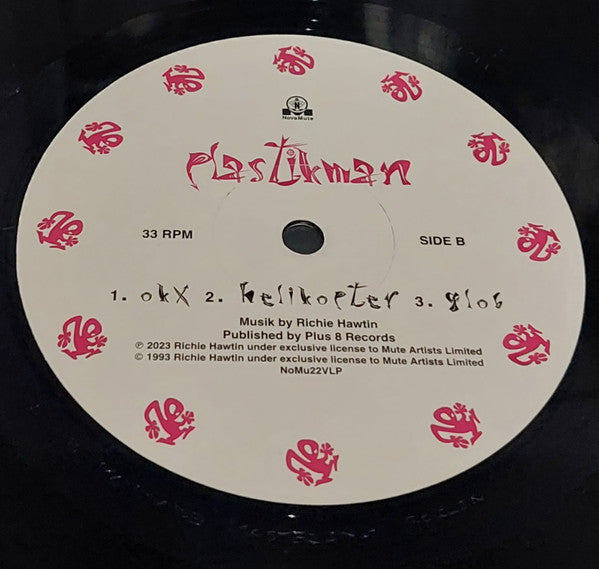 NovaMute
plastikman
33 RPM
SIDE B
1. okx 2. helikopter 3. glob
Musik by Richie Hawtin
Published by Plus 8 Records
℗ 2023 Richie Hawtin under exclusive license to Mute Artists Limited
© 1993 Richie Hawtin under exclusive license to Mute Artists Limited
NoMu22VLP